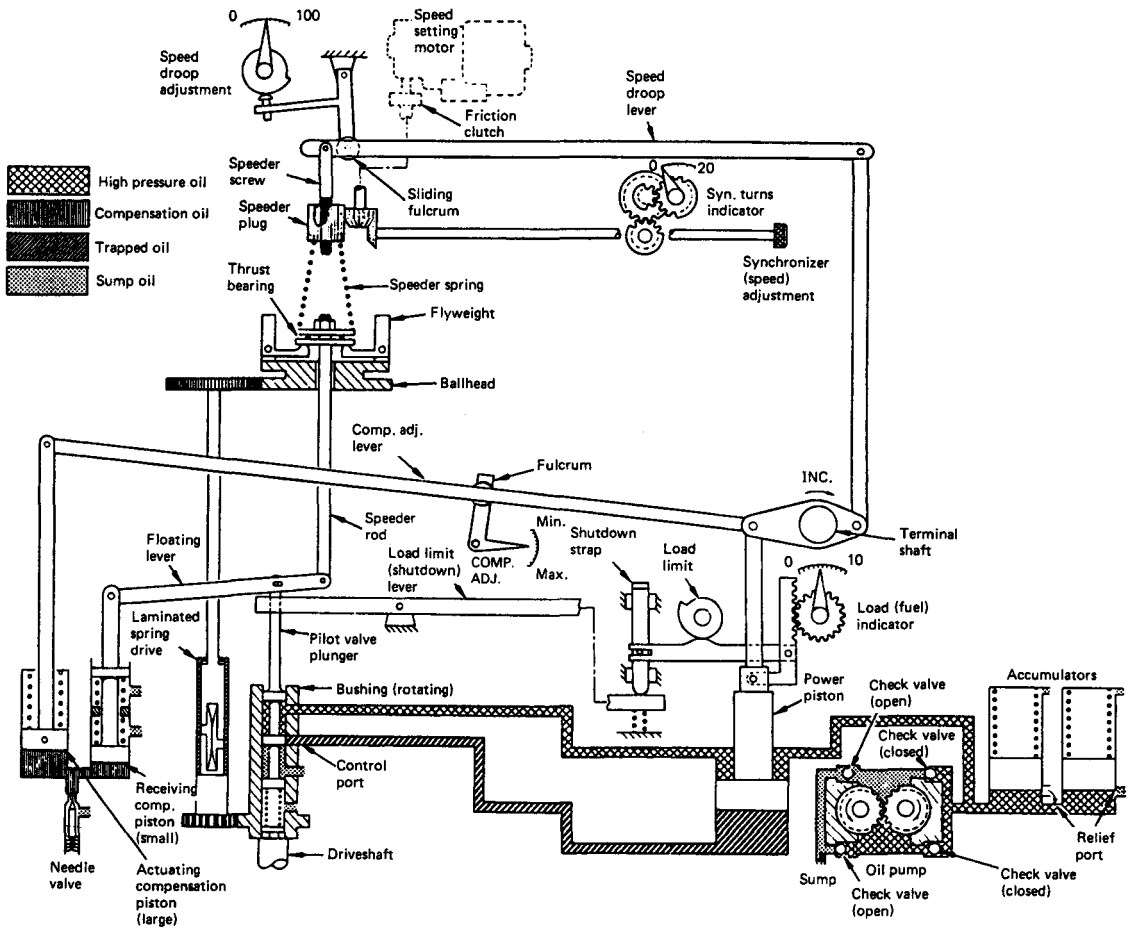 0
100
Speed
droop
adjustment
Speed
setting
motor
Friction
clutch
Speed
droop
lever
High pressure oil
Compensation oil
Trapped oil
Sump oil
Speeder
screw
Speeder
plug
Sliding
fulcrum
0
20
Syn. turns
indicator
Synchronizer
(speed)
adjustment
Thrust
bearing
Speeder spring
Flyweight
Ballhead
Comp. adj.
lever
Fulcrum
INC.
Terminal
shaft
Speeder
rod
Min.
COMP.
ADJ.
Max.
Shutdown
strap
Load
limit
0
10
Load (fuel)
indicator
Floating
lever
Load limit
(shutdown)
lever
Laminated
spring
drive
Pilot valve
plunger
Bushing (rotating)
Power
piston
Check valve
(open)
Accumulators
Check valve
(closed)
Control
port
Receiving
comp.
piston
(small)
Driveshaft
Needle
valve
Actuating
compensation
piston
(large)
Sump
Oil pump
Check valve
(open)
Check valve
(closed)
Relief
port